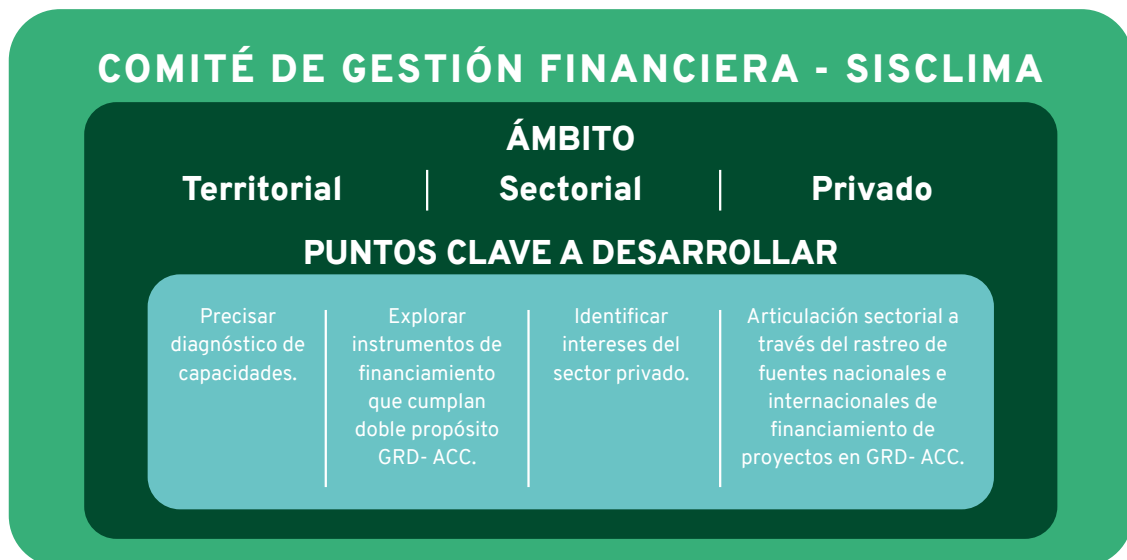 COMITÉ DE GESTIÓN FINANCIERA - SISCLIMA
ÁMBITO
Territorial
Sectorial
Privado
PUNTOS CLAVE A DESARROLLAR
Precisar
diagnóstico de
capacidades.
Explorar
instrumentos de
financiamiento
que cumplan
doble propósito
GRD- ACC.
Identificar
intereses del
sector privado.
Articulación sectorial a
través del rastreo de
fuentes nacionales e
internacionales de
financiamiento de
proyectos en GRD- ACC.